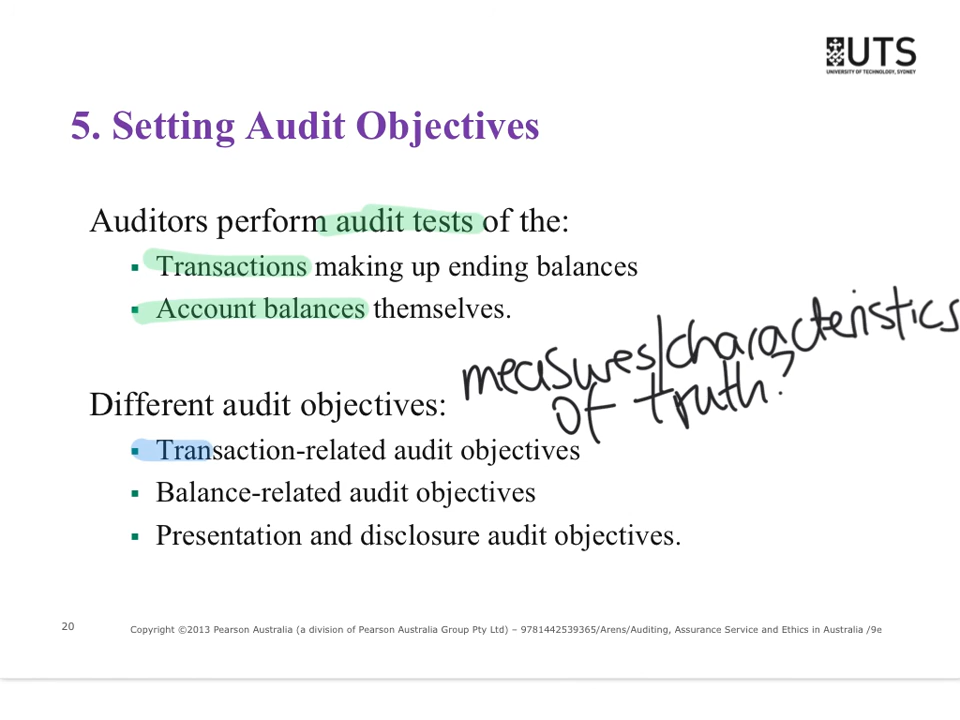 UTS
UNIVERSITY OF TECHNOLOGY, SYDNEY
5. Setting Audit Objectives
Auditors perform audit tests of the:
▪ Transactions making up ending balances
▪ Account balances themselves.
measures/characteristics
of truth.
Different audit objectives:
▪ Transaction-related audit objectives
▪ Balance-related audit objectives
▪ Presentation and disclosure audit objectives.
20
Copyright ©2013 Pearson Australia (a division of Pearson Australia Group Pty Ltd) – 9781442539365/Arens/Auditing, Assurance Service and Ethics in Australia /9e